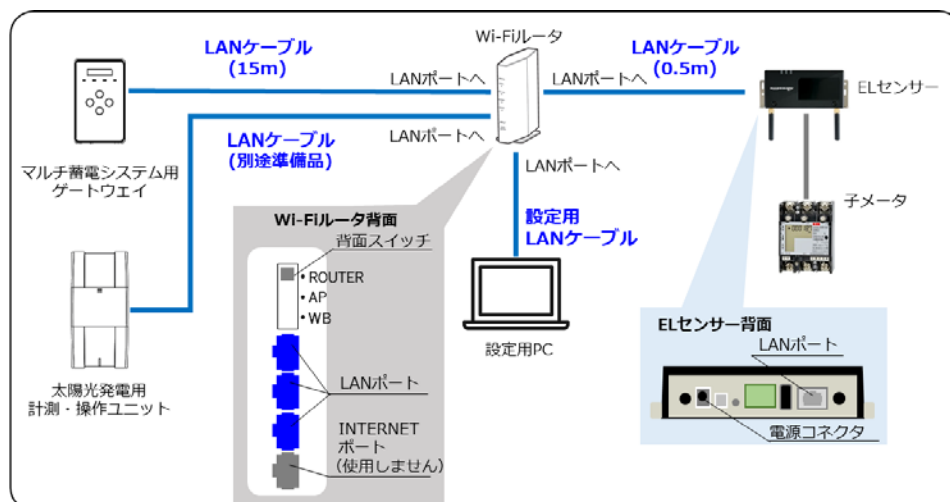 Wi-Fiルータ
LANケーブル
(15m)
LANポートへ
LANポートへ
LANケーブル
(0.5m)
ELセンサー
マルチ蓄電システム用
ゲートウェイ
LANケーブル
(別途準備品)
LANポートへ
LANポートへ
子メータ
設定用
LANケーブル
設定用PC
太陽光発電用
計測・操作ユニット
Wi-Fiルータ背面
背面スイッチ
・ROUTER
・AP
・WB
LANポート
INTERNET
ポート
(使用しません)
ELセンサー背面
LANポート
電源コネクタ